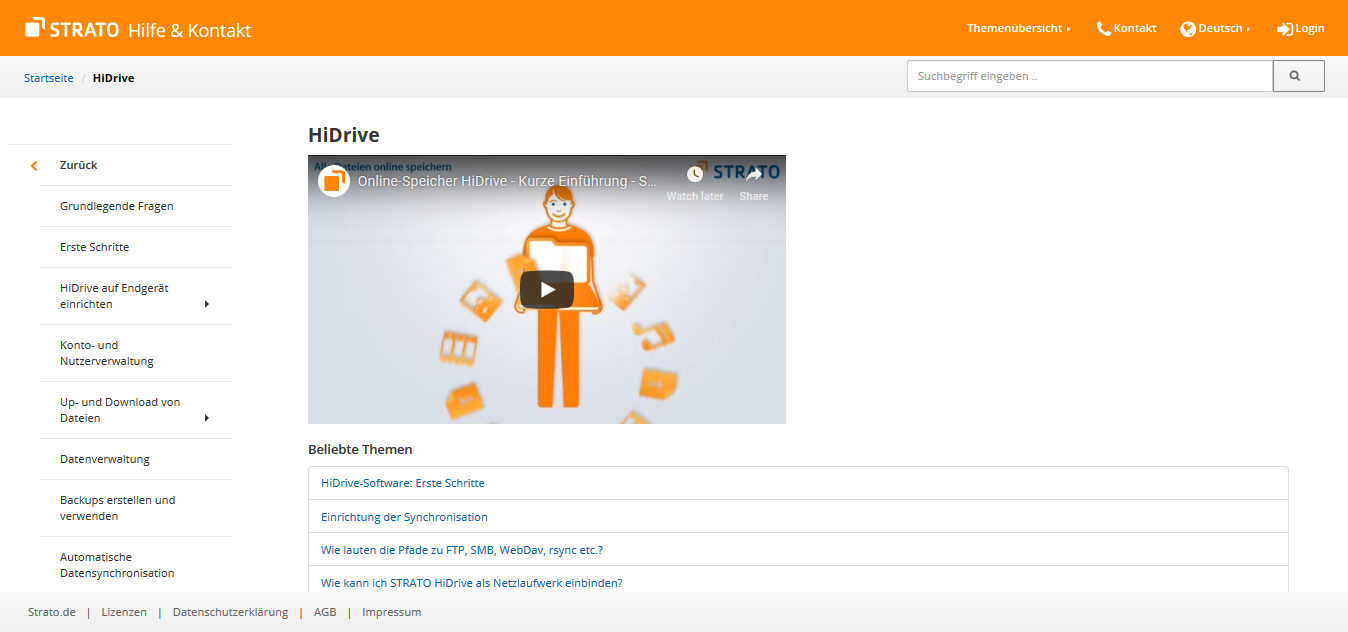 STRATO Hilfe & Kontakt
Themenübersicht
Kontakt
Deutsch
Login
Startseite / HiDrive
Suchbegriff eingeben ..
Zurück
Grundlegende Fragen
Erste Schritte
HiDrive auf Endgerät
einrichten
Konto- und
Nutzerverwaltung
Up- und Download von
Dateien
Datenverwaltung
Backups erstellen und
verwenden
Automatische
Datensynchronisation
HiDrive
Alle Dateien online speichern
STRATO
Online-Speicher HiDrive - Kurze Einführung - S...
Watch later
Share
Beliebte Themen
HiDrive-Software: Erste Schritte
Einrichtung der Synchronisation
Wie lauten die Pfade zu FTP, SMB, WebDav, rsync etc.?
Wie kann ich STRATO HiDrive als Netzlaufwerk einbinden?
Strato.de | Lizenzen | Datenschutzerklärung | AGB | Impressum